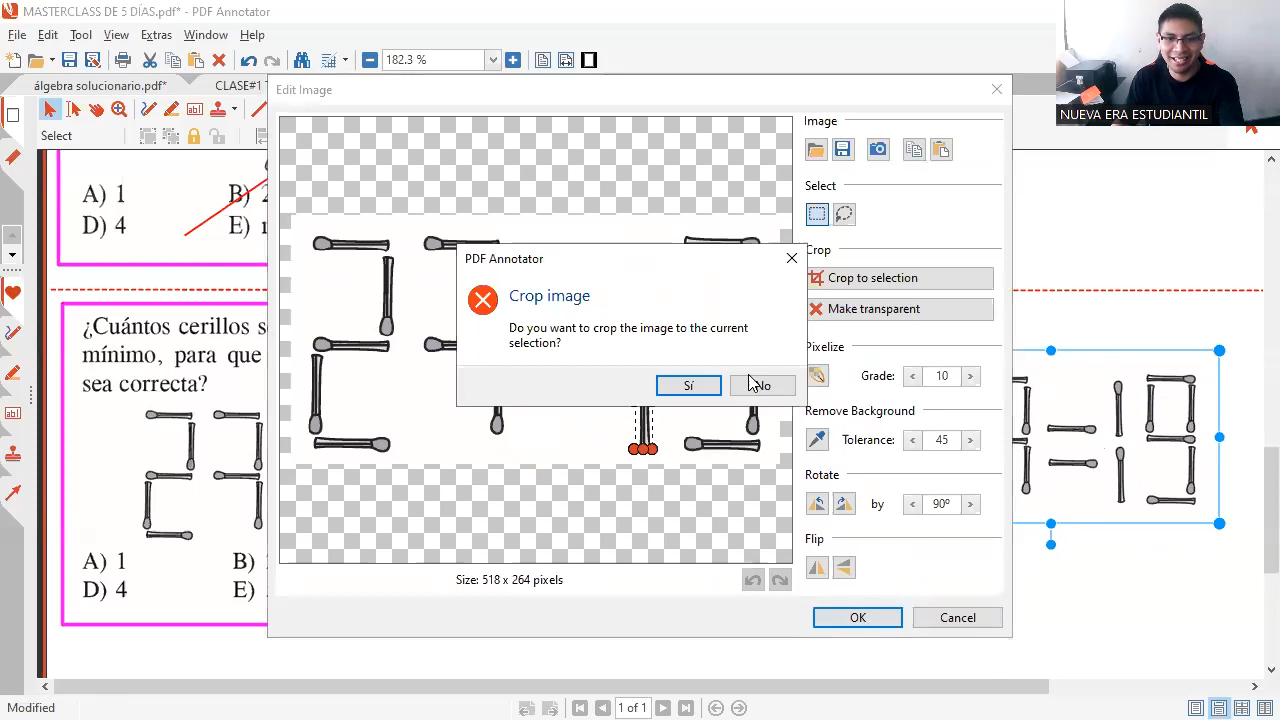 MASTERCLASS DE 5 DÍAS.pdf* - PDF Annotator
File Edit Tool View Extras Window Help
182.3 %
álgebra solucionario.pdf*
CLASE#1
Select
Edit Image
NUEVA ERA ESTUDIANTIL
Image
Select
Crop
Crop to selection
Make transparent
Pixelize
Grade: 10
Remove Background
Tolerance: 45
Rotate
by 90º
Flip
Size: 518 x 264 pixels
OK
Cancel
PDF Annotator
Crop image
Do you want to crop the image to the current
selection?
Sí
No
A) 1
B) 2
D) 4
E)
¿Cuántos cerillos
mínimo, para que
sea correcta?
A) 1
B)
D) 4
E)
Modified
1 of 1